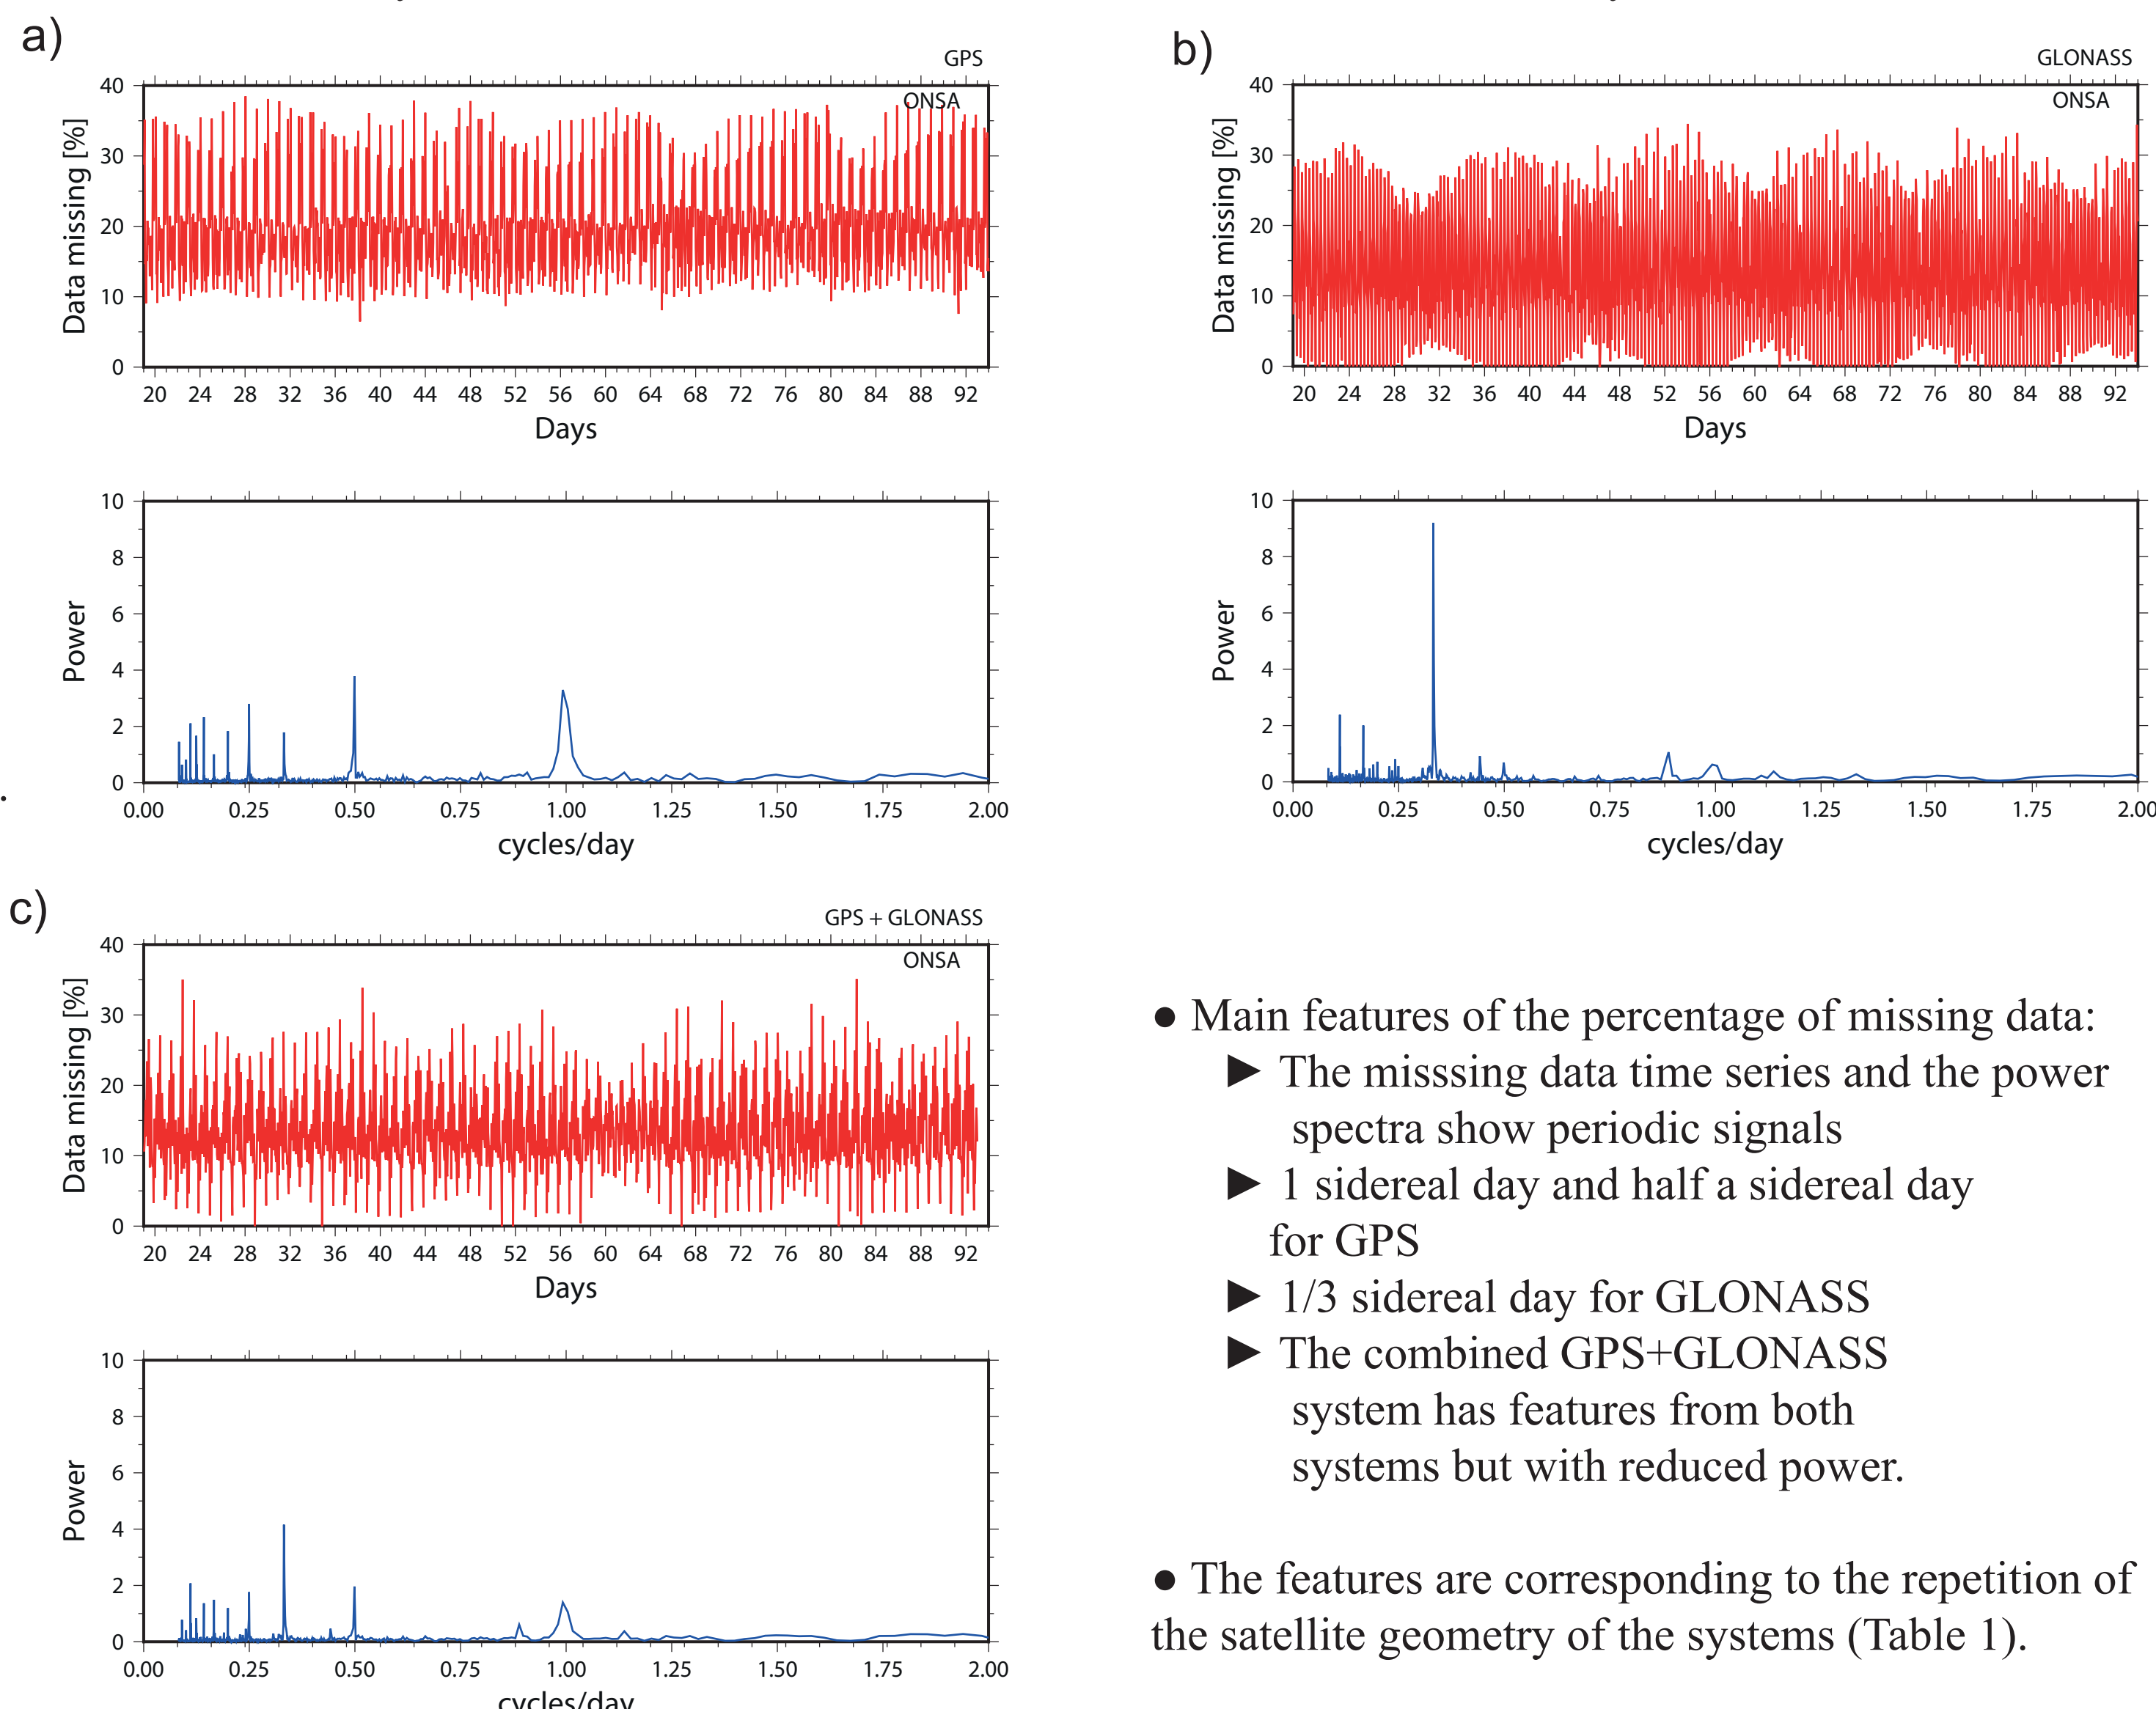 a)
GPS
ONSA
40
30
20
10
0
Data missing [%]
20 24 28 32 36 40 44 48 52 56 60 64 68 72 76 80 84 88 92
Days
10
8
6
4
2
0
Power
0.00 0.25 0.50 0.75 1.00 1.25 1.50 1.75 2.00
cycles/day
b)
GLONASS
ONSA
40
30
20
10
0
Data missing [%]
20 24 28 32 36 40 44 48 52 56 60 64 68 72 76 80 84 88 92
Days
10
8
6
4
2
0
Power
0.00 0.25 0.50 0.75 1.00 1.25 1.50 1.75 2.00
cycles/day
c)
GPS + GLONASS
ONSA
40
30
20
10
0
Data missing [%]
20 24 28 32 36 40 44 48 52 56 60 64 68 72 76 80 84 88 92
Days
10
8
6
4
2
0
Power
0.00 0.25 0.50 0.75 1.00 1.25 1.50 1.75 2.00
cycles/day
● Main features of the percentage of missing data:
► The misssing data time series and the power
spectra show periodic signals
► 1 sidereal day and half a sidereal day
for GPS
► 1/3 sidereal day for GLONASS
► The combined GPS+GLONASS
system has features from both
systems but with reduced power.
● The features are corresponding to the repetition of
the satellite geometry of the systems (Table 1).